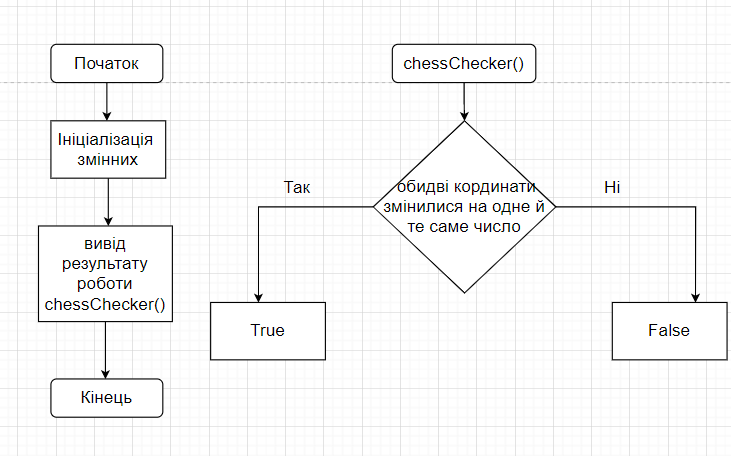 Початок
Ініціалізація
змінних
вивід
результату
роботи
chessChecker()
Кінець
chessChecker()
обидві кординати
змінилися на одне й
те саме число
Так
Ні
True
False